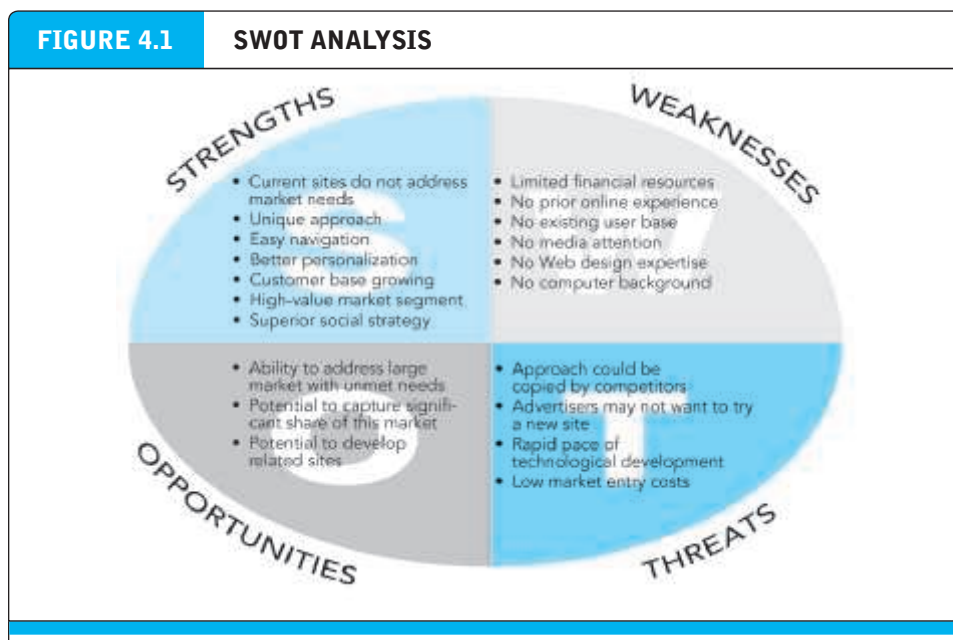 FIGURE 4.1 SWOT ANALYSIS
STRENGTHS
• Current sites do not address
market needs
• Unique approach
• Easy navigation
• Better personalization
• Customer base growing
• High-value market segment
• Superior social strategy
S
WEAKNESSES
• Limited financial resources
• No prior online experience
• No existing user base
• No media attention
• No Web design expertise
• No computer background
W
OPPORTUNITIES
• Ability to address large
market with unmet needs
• Potential to capture signifi-
cant share of this market
• Potential to develop
related sites
O
THREATS
• Approach could be
copied by competitors
• Advertisers may not want to try
a new site
• Rapid pace of
technological development
• Low market entry costs
T